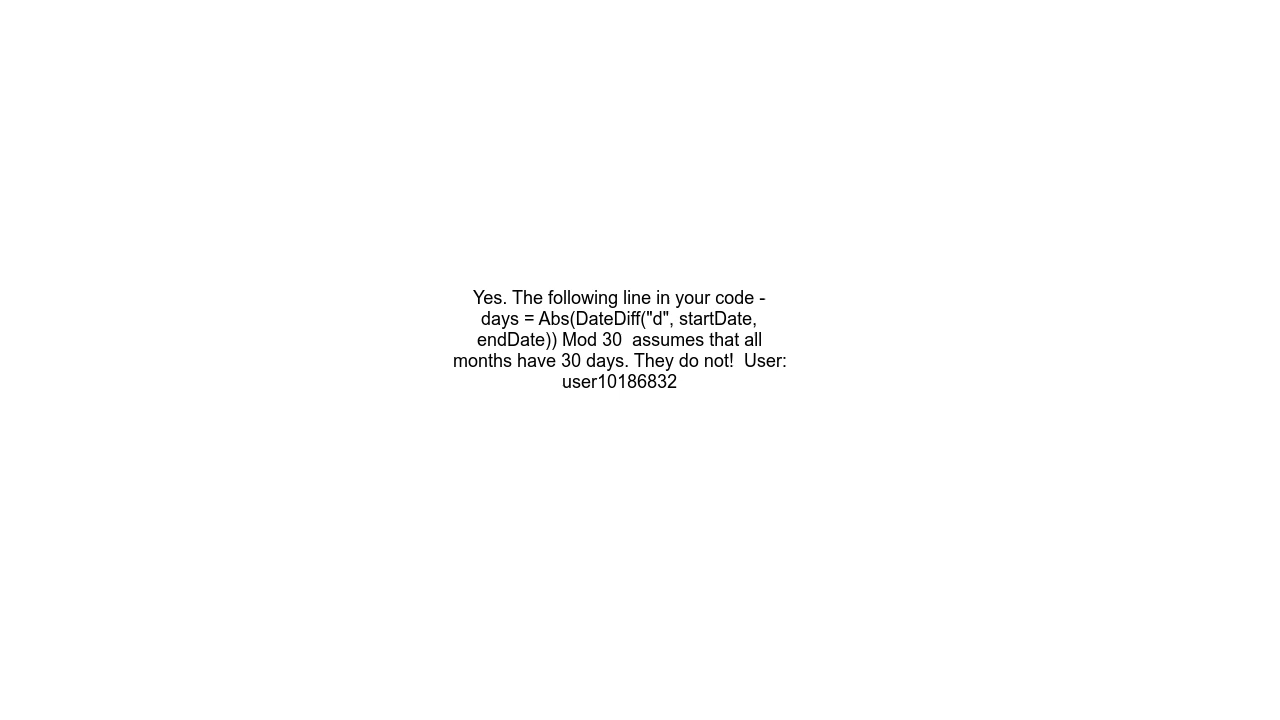 Yes. The following line in your code -
days = Abs(DateDiff("d", startDate,
endDate)) Mod 30  assumes that all
months have 30 days. They do not!  User:
user10186832